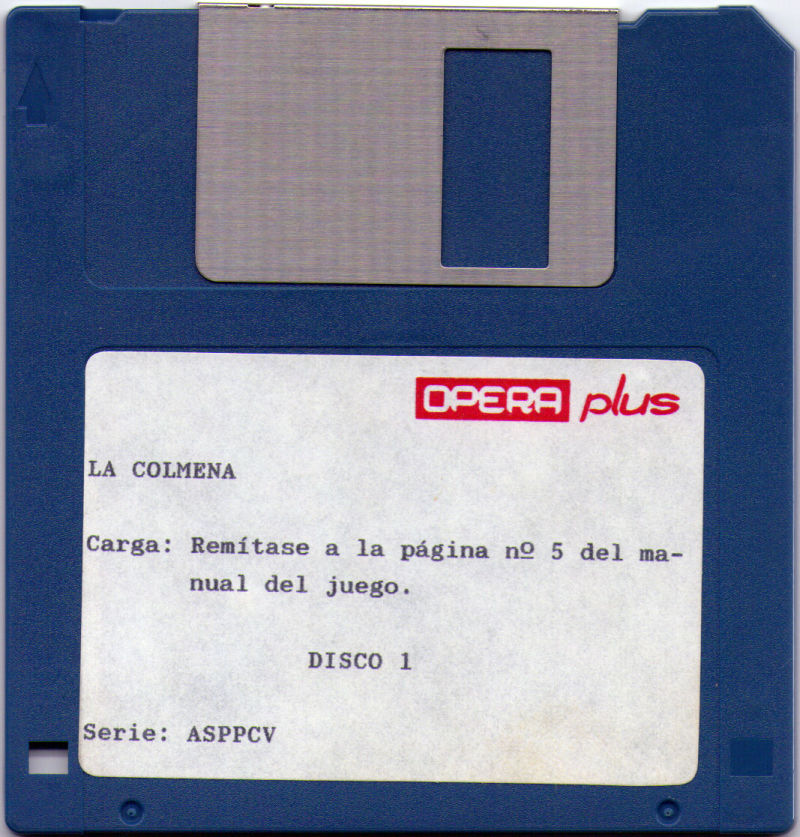 OPERA plus
LA COLMENA
Carga: Remítase a la página nº 5 del ma-
nual del juego.
DISCO 1
Serie: ASPPCV